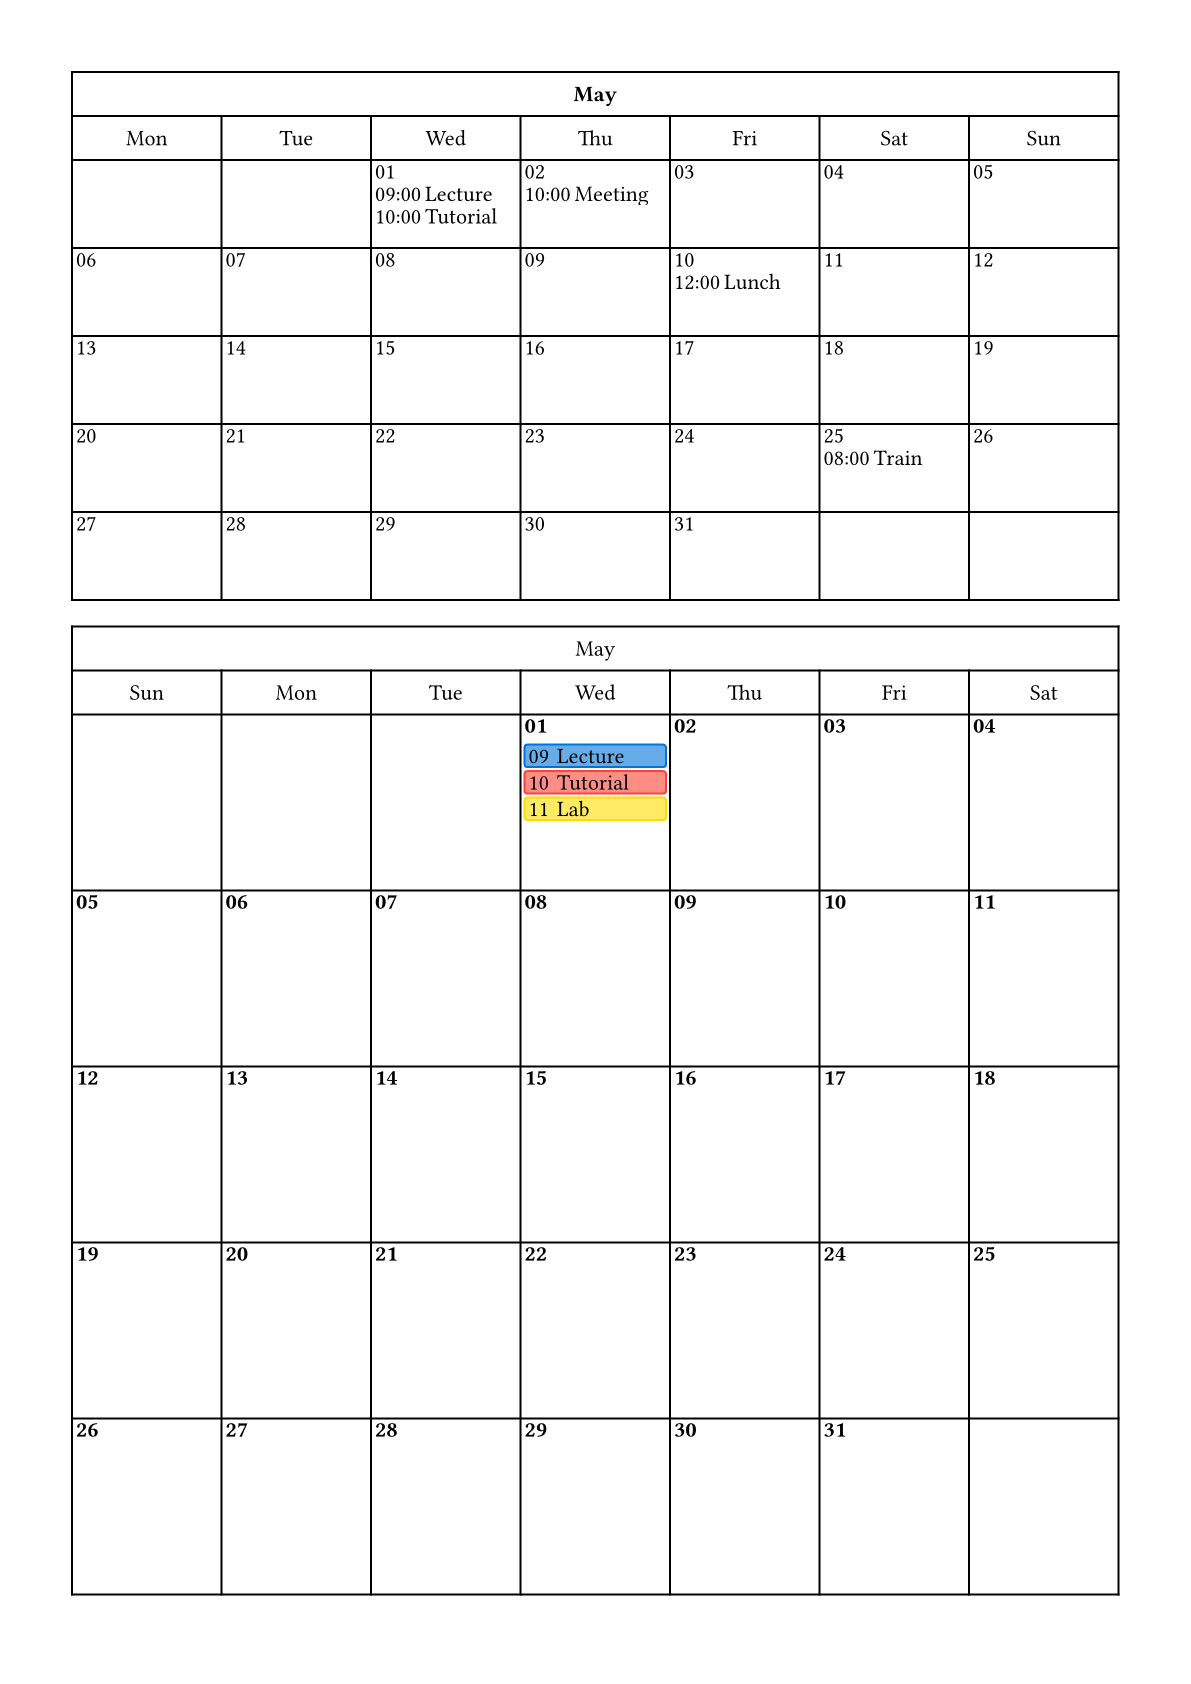 May
Mon Tue Wed Thu Fri Sat Sun
01 02 03 04 05
09:00 Lecture 10:00 Meeting
10:00 Tutorial
06 07 08 09 10 11 12
12:00 Lunch
13 14 15 16 17 18 19
20 21 22 23 24 25 26
08:00 Train
27 28 29 30 31
May
Sun Mon Tue Wed Thu Fri Sat
01 02 03 04
09 Lecture
10 Tutorial
11 Lab
05 06 07 08 09 10 11
12 13 14 15 16 17 18
19 20 21 22 23 24 25
26 27 28 29 30 31